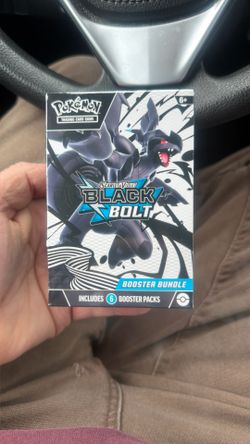 POKÉMON
TRADING CARD GAME
6+
SCARLET & VIOLET
BLACK
BOLT
BOOSTER BUNDLE
INCLUDES 6 BOOSTER PACKS